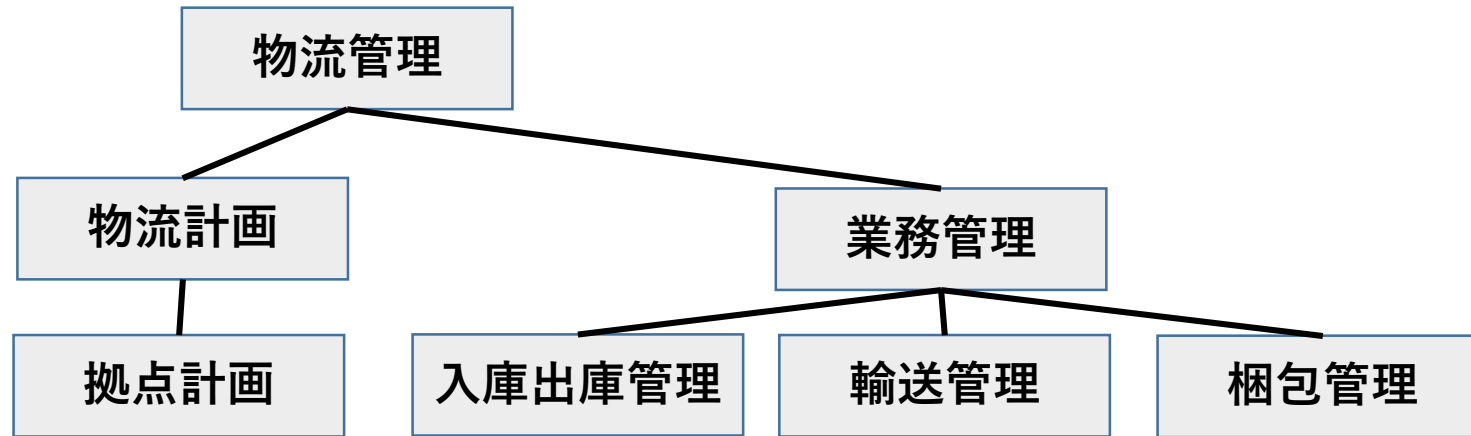 物流管理
物流計画
業務管理
拠点計画
入庫出庫管理
輸送管理
梱包管理